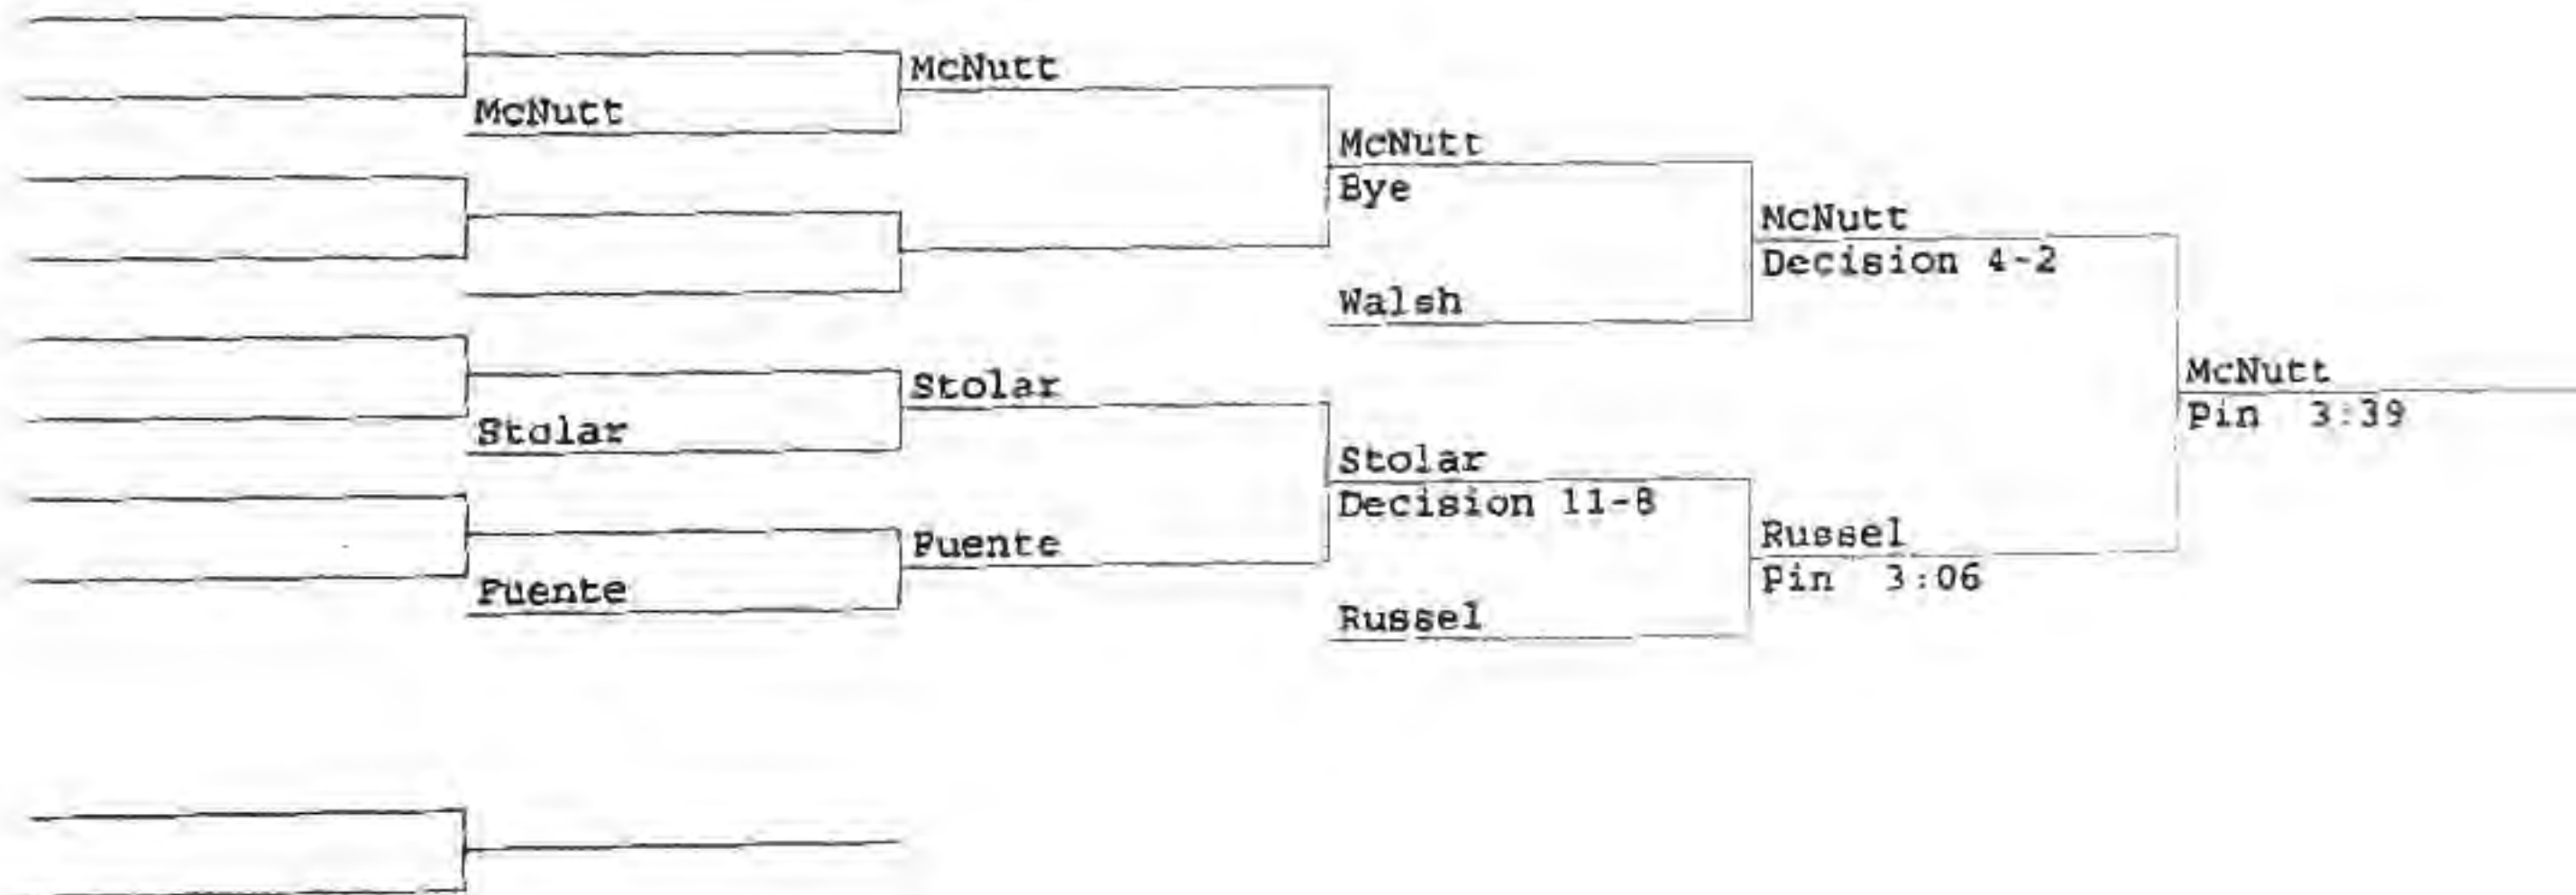 McNutt
McNutt
McNutt
Bye
McNutt
Decision 4-2
Walsh
McNutt
Pin 3:39
Stolar
Stolar
Stolar
Decision 11-8
Puente
Puente
Russel
Pin 3:06
Russel